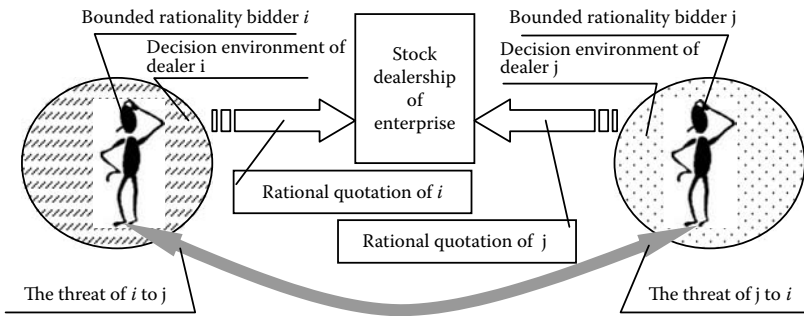 Bounded rationality bidder i
Decision environment of
dealer i
Stock
dealership
of
enterprise
Bounded rationality bidder j
Decision environment of
dealer j
Rational quotation of i
Rational quotation of j
The threat of i to j
The threat of j to i